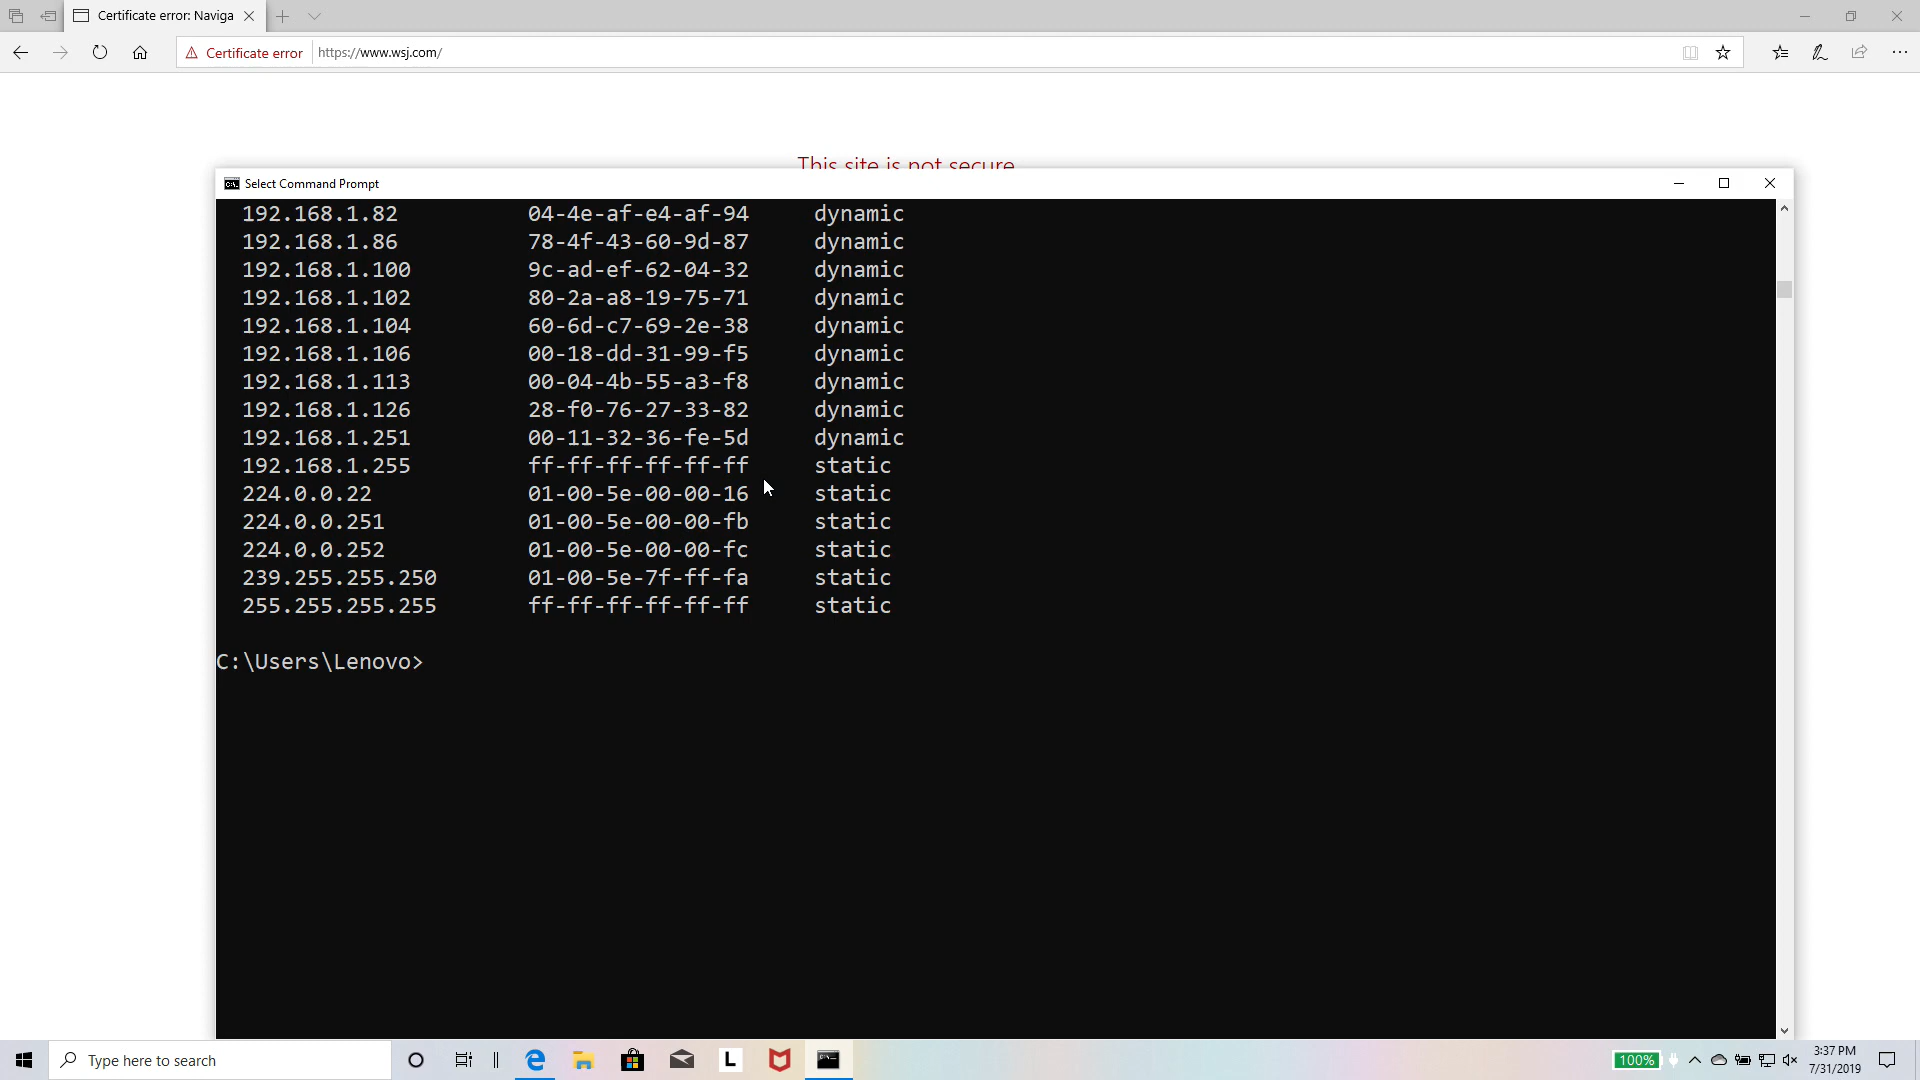 Certificate error: Naviga
Certificate error
https://www.wsj.com/
This site is not secure
Select Command Prompt
192.168.1.82 04-4e-af-e4-af-94 dynamic
192.168.1.86 78-4f-43-60-9d-87 dynamic
192.168.1.100 9c-ad-ef-62-04-32 dynamic
192.168.1.102 80-2a-a8-19-75-71 dynamic
192.168.1.104 60-6d-c7-69-2e-38 dynamic
192.168.1.106 00-18-dd-31-99-f5 dynamic
192.168.1.113 00-04-4b-55-a3-f8 dynamic
192.168.1.126 28-f0-76-27-33-82 dynamic
192.168.1.251 00-11-32-36-fe-5d dynamic
192.168.1.255 ff-ff-ff-ff-ff-ff static
224.0.0.22 01-00-5e-00-00-16 static
224.0.0.251 01-00-5e-00-00-fb static
224.0.0.252 01-00-5e-00-00-fc static
239.255.255.250 01-00-5e-7f-ff-fa static
255.255.255.255 ff-ff-ff-ff-ff-ff static
C:\Users\Lenovo>
Type here to search
L
100%
3:37 PM
7/31/2019